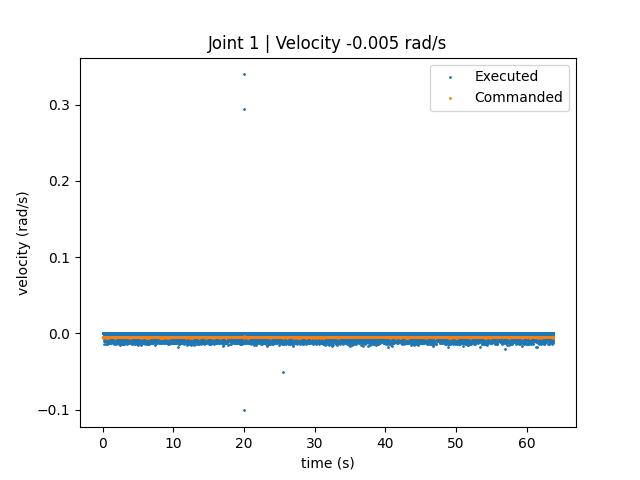 Joint 1 | Velocity -0.005 rad/s
Executed
Commanded
velocity (rad/s)
0.3
0.2
0.1
0.0
−0.1
0 10 20 30 40 50 60
time (s)